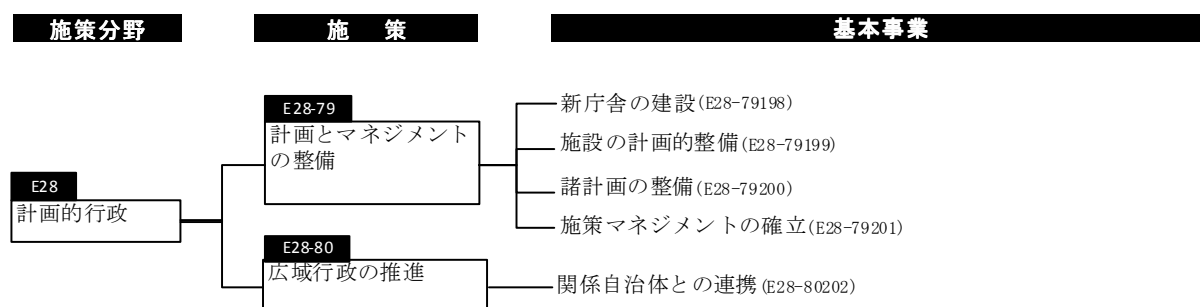 施策分野 施 策 基本事業
E28-79
計画とマネジメント
の整備
新庁舎の建設(E28-79198)
施設の計画的整備(E28-79199)
諸計画の整備(E28-79200)
施策マネジメントの確立(E28-79201)
E28
計画的行政
E28-80
広域行政の推進
関係自治体との連携(E28-80202)